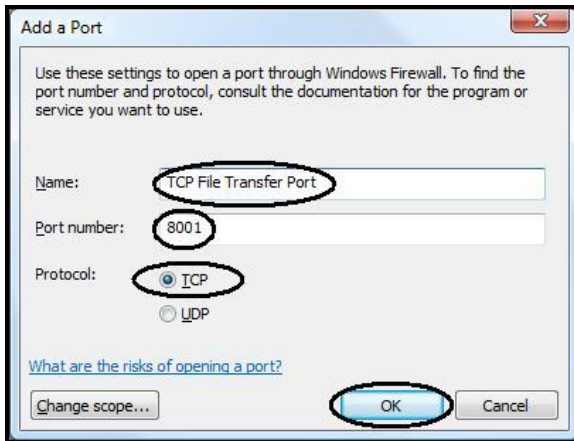 Add a Port
Use these settings to open a port through Windows Firewall. To find the
port number and protocol, consult the documentation for the program or
service you want to use.
Name: TCP File Transfer Port
Port number: 8001
Protocol: TCP
UDP
What are the risks of opening a port?
Change scope... OK Cancel